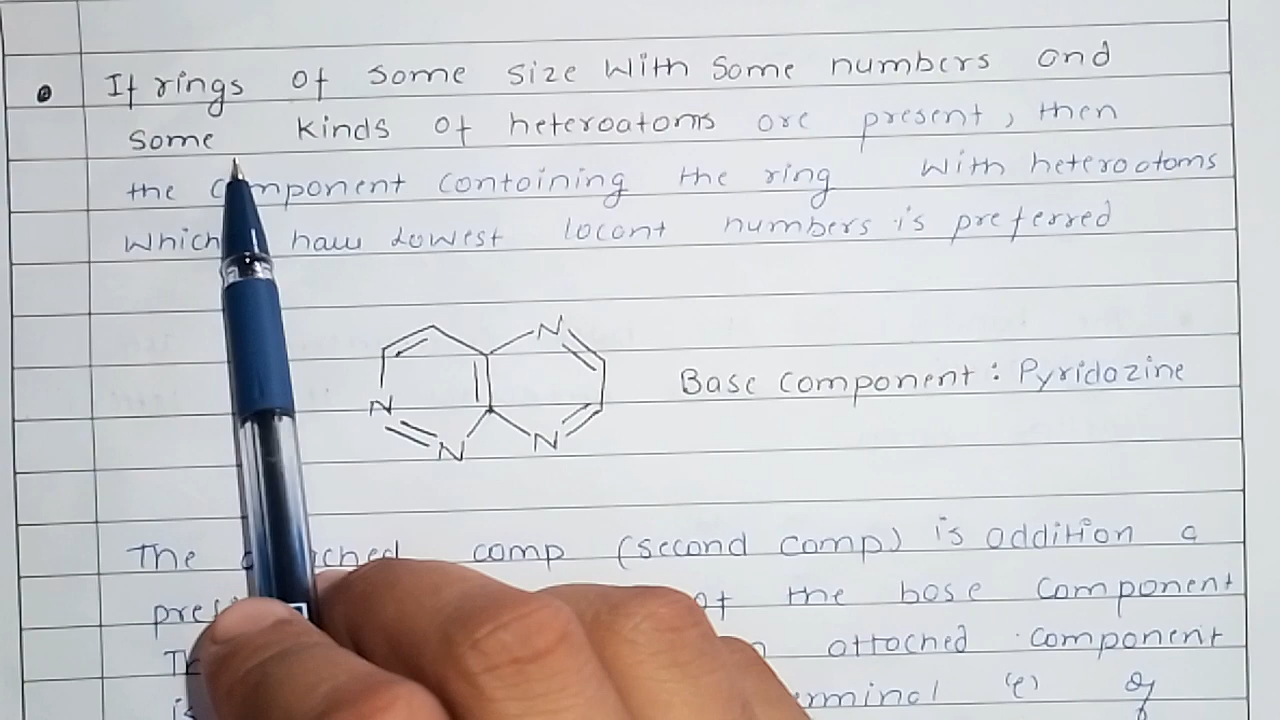 If rings of some size With Some numbers and
Some kinds of heteroatoms are present, then
the component containing the ring With heteroatoms
which have Lowest locant numbers is preferred
N
N
N
N
Base Component: Pyridazine
The comp (second comp) is addition a
of the base Component
attached component
(e) of
is